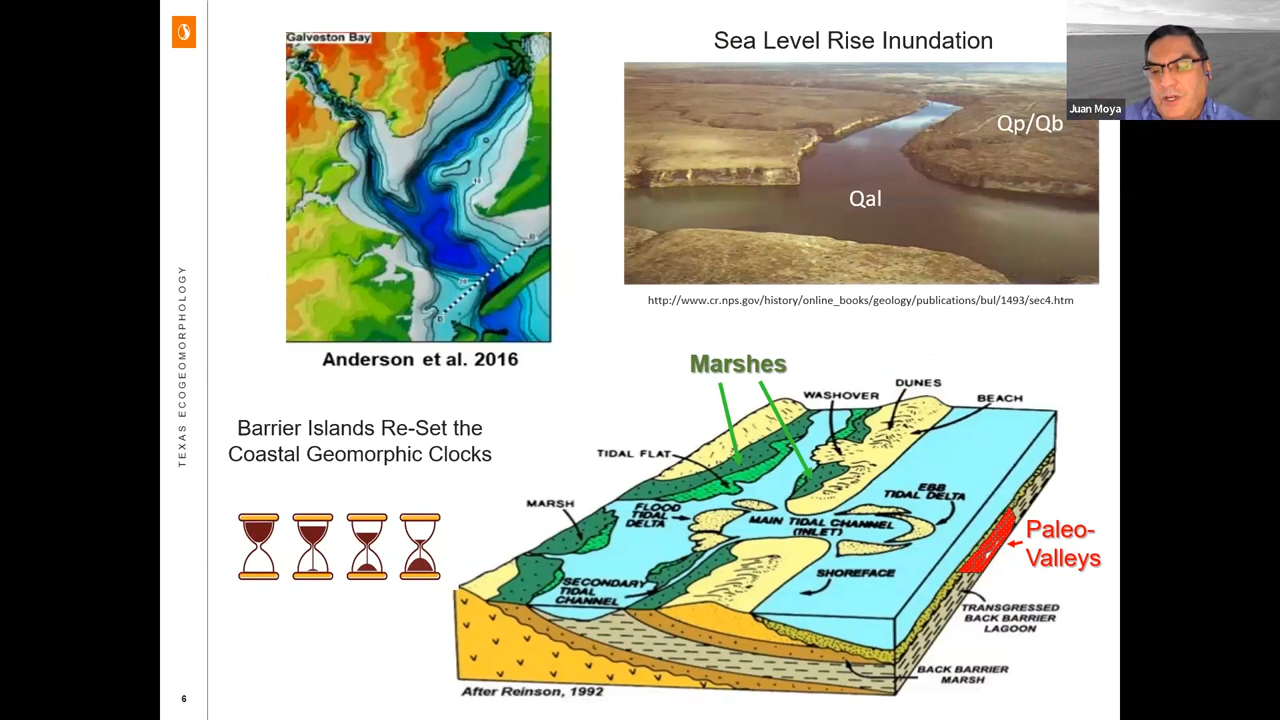 Galveston Bay
Anderson et al. 2016
Sea Level Rise Inundation
Qp/Qb
Qal
http://www.cr.nps.gov/history/online_books/geology/publications/bul/1493/sec4.htm
Juan Moya
TEXAS ECOGEOMORPHOLOGY
Barrier Islands Re-Set the
Coastal Geomorphic Clocks
Marshes
WASHOVER
DUNES
BEACH
TIDAL FLAT
MARSH
FLOOD
TIDAL
DELTA
EBB
TIDAL DELTA
MAIN TIDAL CHANNEL
(INLET)
Paleo-
Valleys
SHOREFACE
SECONDARY
TIDAL
CHANNEL
TRANSGRESSED
BACK BARRIER
LAGOON
BACK BARRIER
MARSH
After Reinson, 1992
6